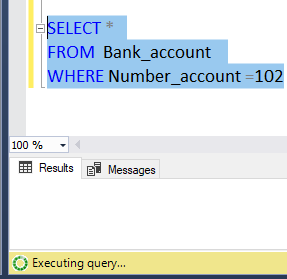 SELECT *
FROM Bank_account
WHERE Number_account =102
100 %
Results Messages
Executing query...